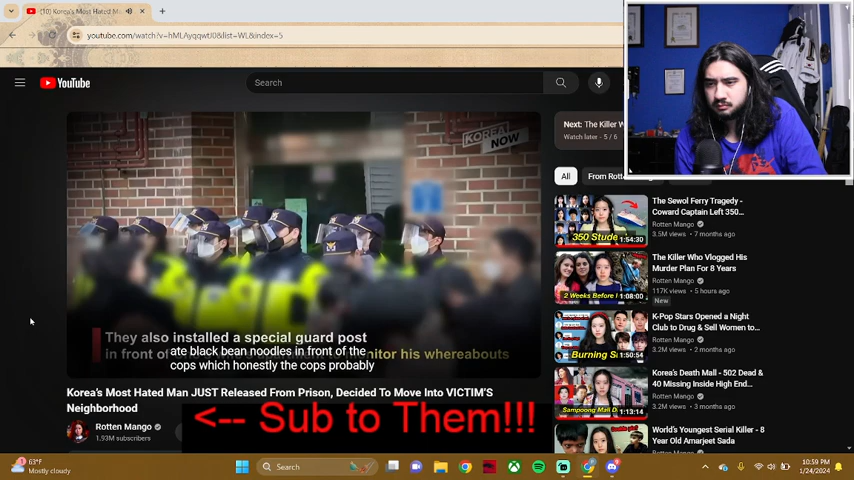 (10) Korea's Most Hated M
youtube.com/watch?v=hMLAyqqwtJ0&list=WL&index=5
YouTube
Search
KOREA
NOW
They also installed a special guard post
in front of
nitor his whereabouts
ate black bean noodles in front of the
cops which honestly the cops probably
Korea's Most Hated Man JUST Released From Prison, Decided To Move Into VICTIM'S
Neighborhood
Rotten Mango
1.93M subscribers
<-- Sub to Them!!!
Next: The Killer W
Watch later - 5 / 6
All
From Rott
350 Stude
1:54:30
The Sewol Ferry Tragedy -
Coward Captain Left 350...
Rotten Mango
3.5M views • 7 months ago
2 Weeks Before
1:08:00
The Killer Who Vlogged His
Murder Plan For 8 Years
Rotten Mango
117K views • 5 hours ago
New
Burning S
1:50:54
K-Pop Stars Opened a Night
Club to Drug & Sell Women to...
Rotten Mango
3.2M views • 2 months ago
Sampoong Mall D
1:13:14
Korea's Death Mall - 502 Dead &
40 Missing Inside High End...
Rotten Mango
3.2M views • 3 months ago
World's Youngest Serial Killer - 8
Year Old Amarjeet Sada
Rotten Mango
63°F
Mostly cloudy
Search
10:59 PM
1/24/2024